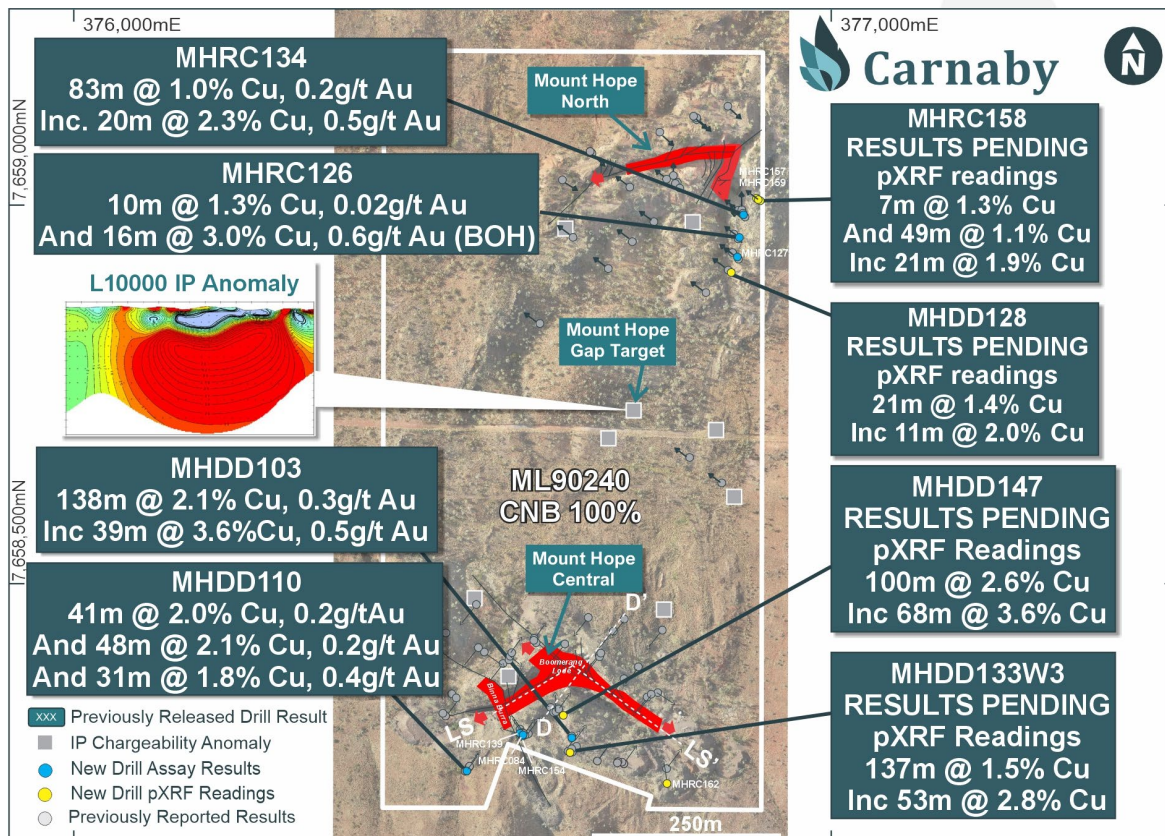 376,000mE
377,000mE
7,659,000mN
7,658,500mN
Carnaby
N
MHRC134
83m @ 1.0% Cu, 0.2g/t Au
Inc. 20m @ 2.3% Cu, 0.5g/t Au
MHRC126
10m @ 1.3% Cu, 0.02g/t Au
And 16m @ 3.0% Cu, 0.6g/t Au (BOH)
L10000 IP Anomaly
MHDD103
138m @ 2.1% Cu, 0.3g/t Au
Inc 39m @ 3.6%Cu, 0.5g/t Au
MHDD110
41m @ 2.0% Cu, 0.2g/tAu
And 48m @ 2.1% Cu, 0.2g/t Au
And 31m @ 1.8% Cu, 0.4g/t Au
XXX Previously Released Drill Result
IP Chargeability Anomaly
New Drill Assay Results
New Drill pXRF Readings
Previously Reported Results
Mount Hope
North
MHRC157
MHRC159
MHRC127
Mount Hope
Gap Target
ML90240
CNB 100%
Mount Hope
Central
D'
Boomerang
Lode
Binna Burra
LS
D
LS'
MHRC139
MHRC084
MHRC154
MHRC162
250m
MHRC158
RESULTS PENDING
pXRF readings
7m @ 1.3% Cu
And 49m @ 1.1% Cu
Inc 21m @ 1.9% Cu
MHDD128
RESULTS PENDING
pXRF readings
21m @ 1.4% Cu
Inc 11m @ 2.0% Cu
MHDD147
RESULTS PENDING
pXRF Readings
100m @ 2.6% Cu
Inc 68m @ 3.6% Cu
MHDD133W3
RESULTS PENDING
pXRF Readings
137m @ 1.5% Cu
Inc 53m @ 2.8% Cu